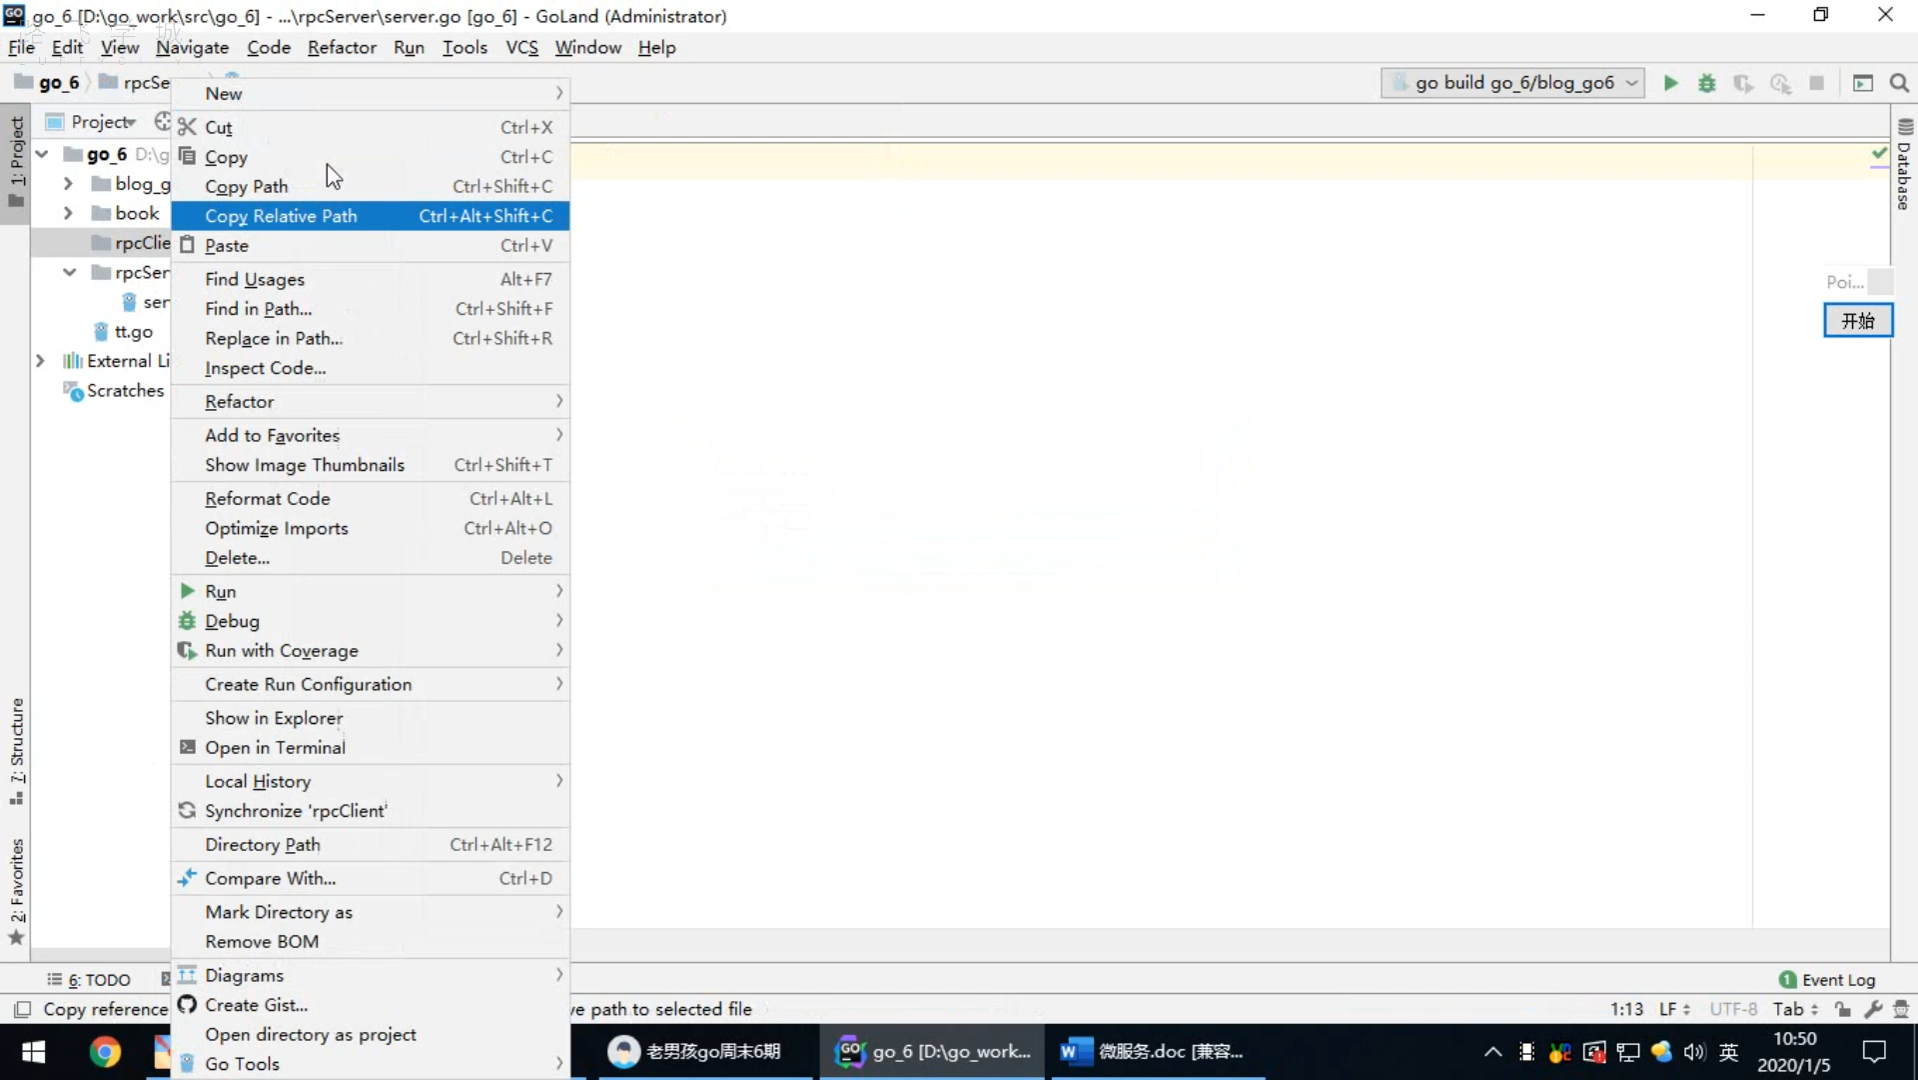 go_6 [D:\go_work\src\go_6] - ...\rpcServer\server.go [go_6] - GoLand (Administrator)
File Edit View Navigate Code Refactor Run Tools VCS Window Help
go_6 rpcSe
go build go_6/blog_go6
New
Project
Cut Ctrl+X
go_6 D:\g
Copy Ctrl+C
blog_g
Copy Path Ctrl+Shift+C
book
Copy Relative Path Ctrl+Alt+Shift+C
rpcClie
Paste Ctrl+V
rpcSer
Find Usages Alt+F7
ser
Find in Path... Ctrl+Shift+F
tt.go
Replace in Path... Ctrl+Shift+R
External Li
Inspect Code...
Scratches
Refactor
Add to Favorites
Show Image Thumbnails Ctrl+Shift+T
Reformat Code Ctrl+Alt+L
Optimize Imports Ctrl+Alt+O
Delete... Delete
Run
Debug
Run with Coverage
Create Run Configuration
Show in Explorer
Open in Terminal
Local History
Synchronize 'rpcClient'
Directory Path Ctrl+Alt+F12
Compare With... Ctrl+D
Mark Directory as
Remove BOM
Diagrams
Create Gist...
Open directory as project
Go Tools
1: Project
7: Structure
2: Favorites
Database
Poi...
开始
6: TODO
Event Log
Copy reference
ve path to selected file
1:13 LF UTF-8 Tab
老男孩go周末6期
go_6 [D:\go_work...
微服务.doc [兼容...
英
10:50
2020/1/5